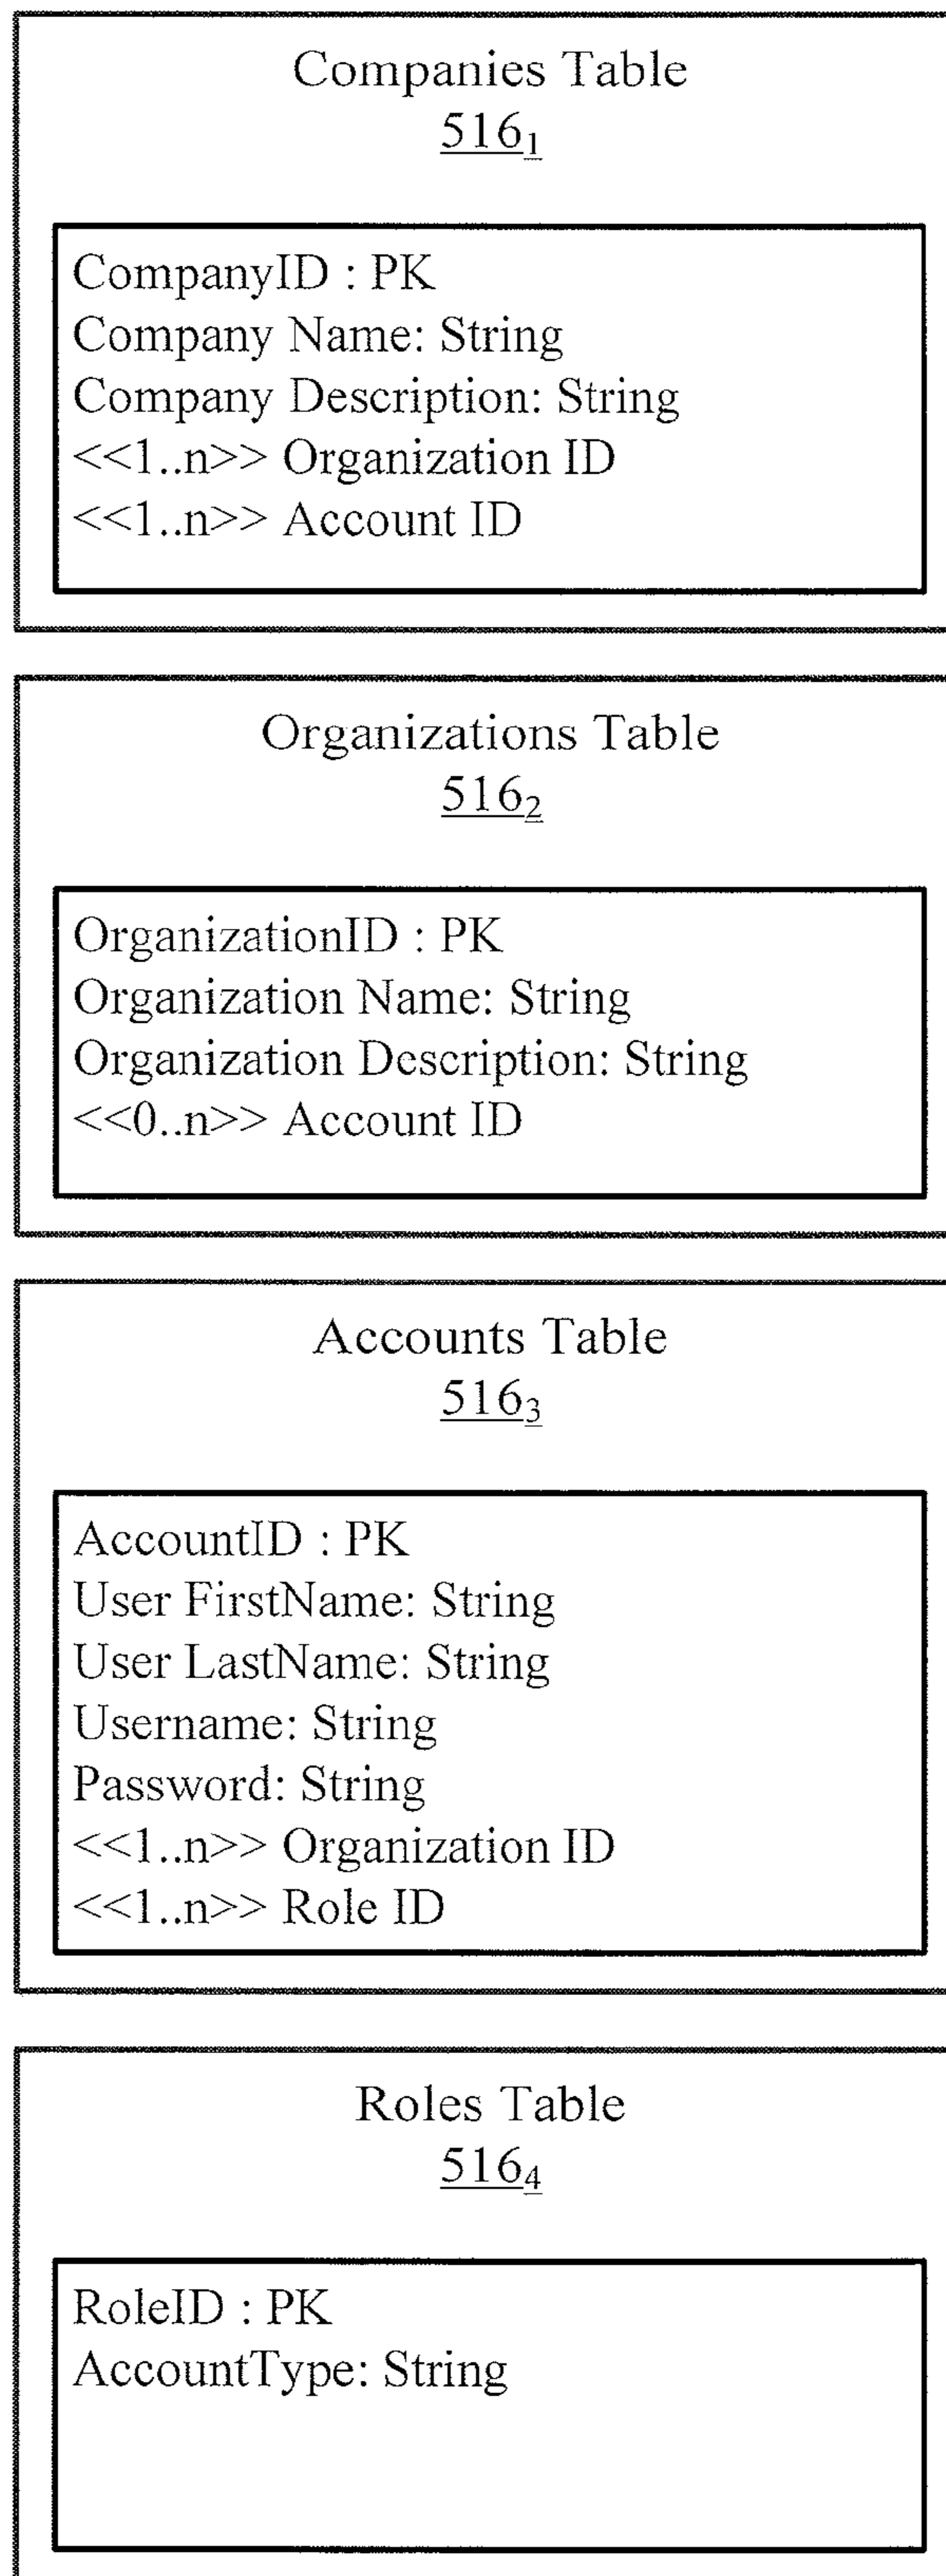 Companies Table
516₁
CompanyID : PK
Company Name: String
Company Description: String
<<1..n>> Organization ID
<<1..n>> Account ID
Organizations Table
516₂
OrganizationID : PK
Organization Name: String
Organization Description: String
<<0..n>> Account ID
Accounts Table
516₃
AccountID : PK
User FirstName: String
User LastName: String
Username: String
Password: String
<<1..n>> Organization ID
<<1..n>> Role ID
Roles Table
516₄
RoleID : PK
AccountType: String